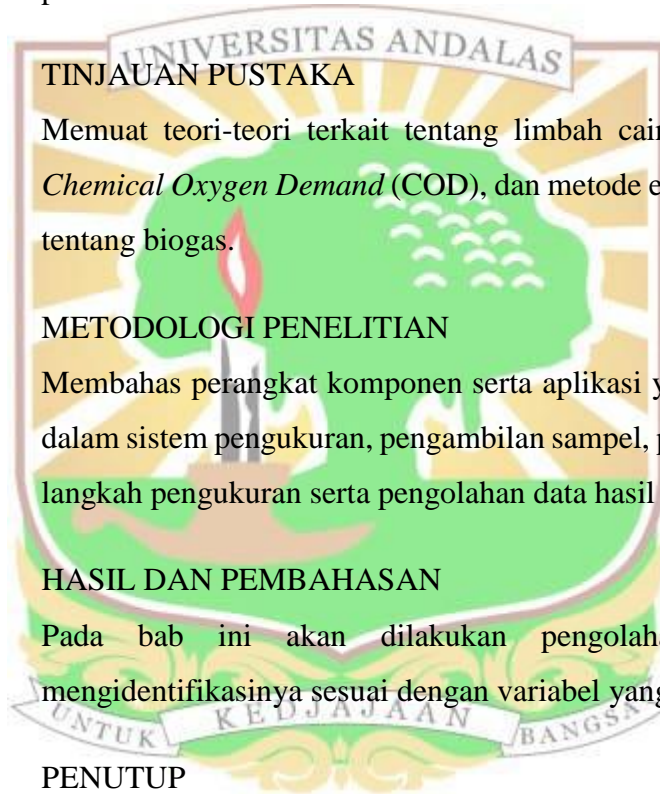 UNIVERSITAS ANDALAS
TINJAUAN PUSTAKA
Memuat teori-teori terkait tentang limbah cair
Chemical Oxygen Demand (COD), dan metode e
tentang biogas.
METODOLOGI PENELITIAN
Membahas perangkat komponen serta aplikasi y
dalam sistem pengukuran, pengambilan sampel, p
langkah pengukuran serta pengolahan data hasil
HASIL DAN PEMBAHASAN
Pada bab ini akan dilakukan pengolaha
mengidentifikasinya sesuai dengan variabel yang
UNTUK KEDJAJAAN BANGSA
PENUTUP